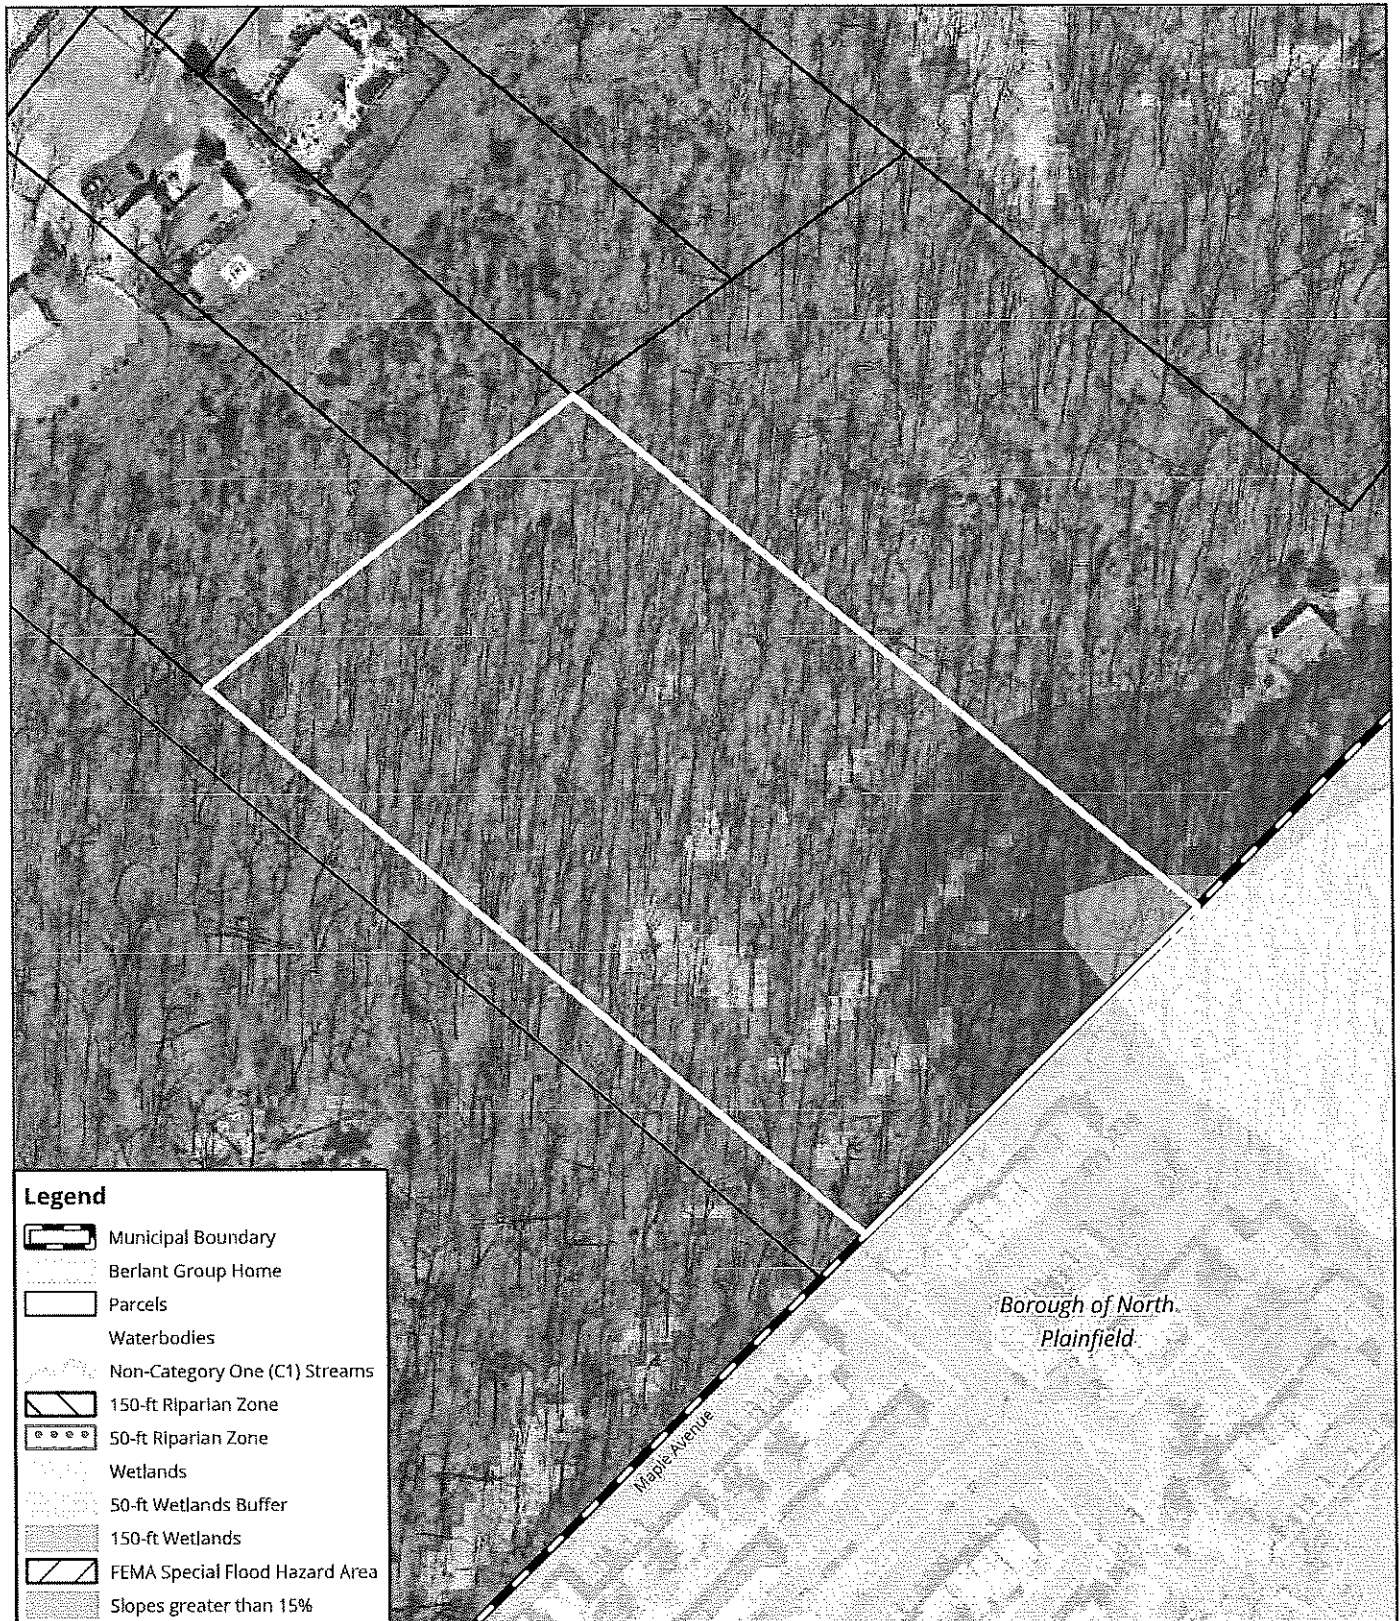 Borough of North
Plainfield
Maple Avenue
Legend
Municipal Boundary
Berlant Group Home
Parcels
Waterbodies
Non-Category One (C1) Streams
150-ft Riparian Zone
50-ft Riparian Zone
Wetlands
50-ft Wetlands Buffer
150-ft Wetlands
FEMA Special Flood Hazard Area
Slopes greater than 15%